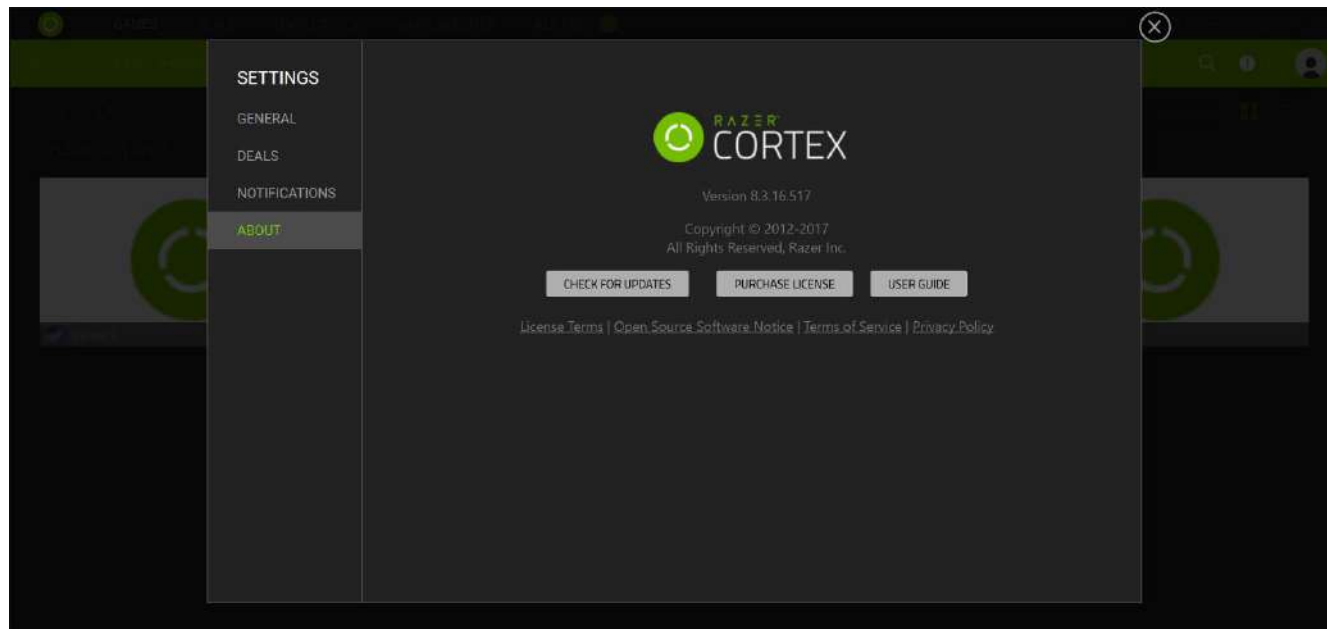 GAMES
SETTINGS
GENERAL
DEALS
NOTIFICATIONS
ABOUT
RAZER
CORTEX
Version 8.3.16.517
Copyright © 2012-2017
All Rights Reserved, Razer Inc.
CHECK FOR UPDATES PURCHASE LICENSE USER GUIDE
License Terms | Open Source Software Notice | Terms of Service | Privacy Policy